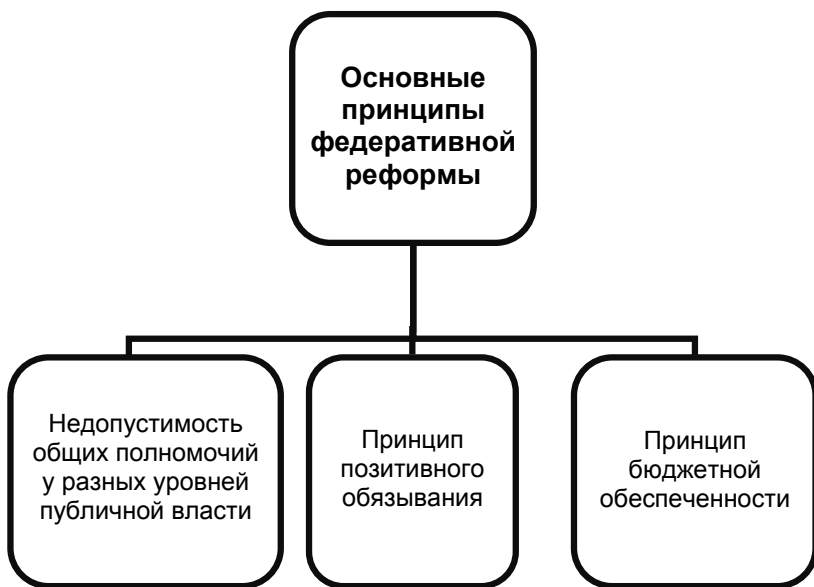 Основные
принципы
федеративной
реформы
Недопустимость
общих полномочий
у разных уровней
публичной власти
Принцип
позитивного
обязывания
Принцип
бюджетной
обеспеченности